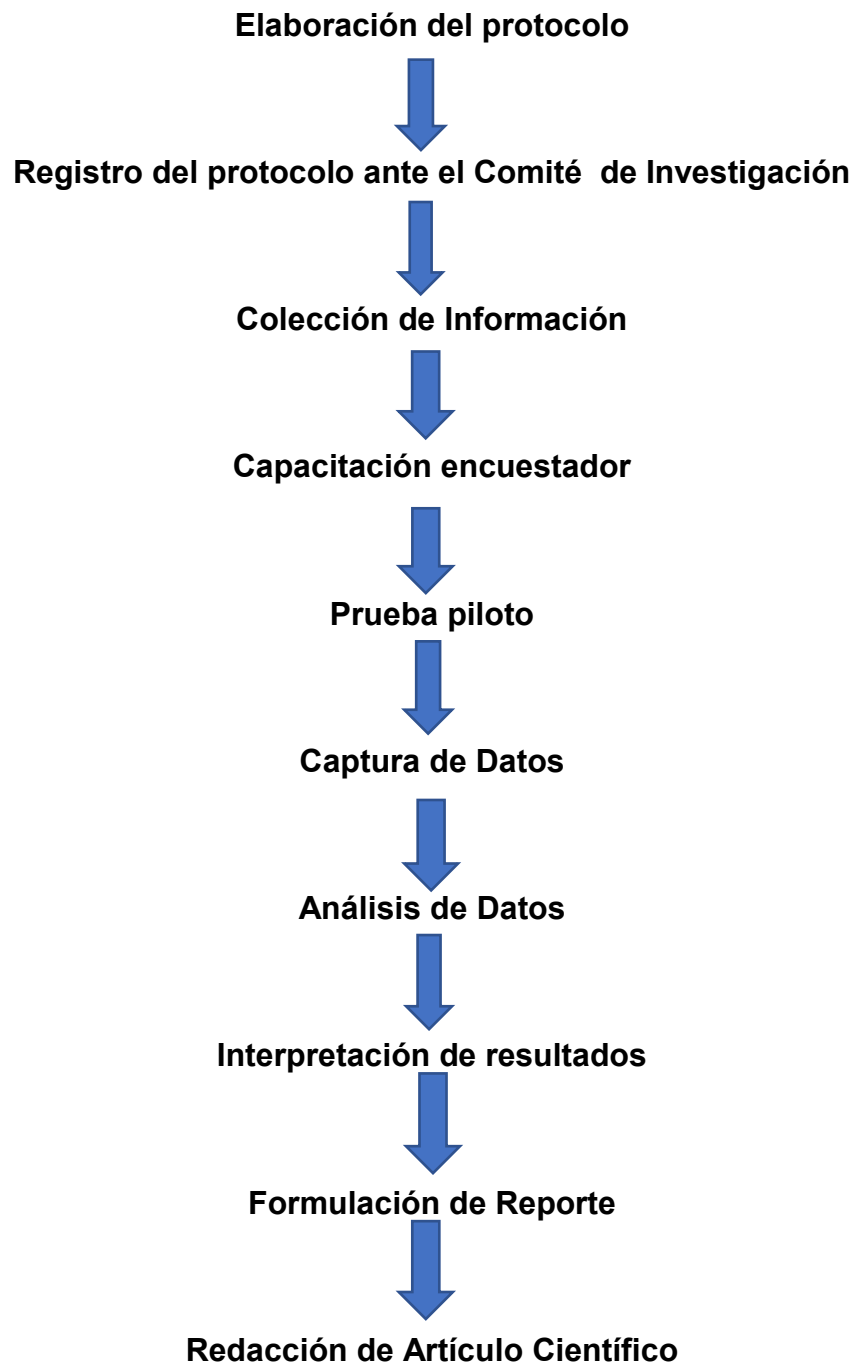 Elaboración del protocolo
Registro del protocolo ante el Comité  de Investigación
Colección de Información
Capacitación encuestador
Prueba piloto
Captura de Datos
Análisis de Datos
Interpretación de resultados
Formulación de Reporte
Redacción de Artículo Científico